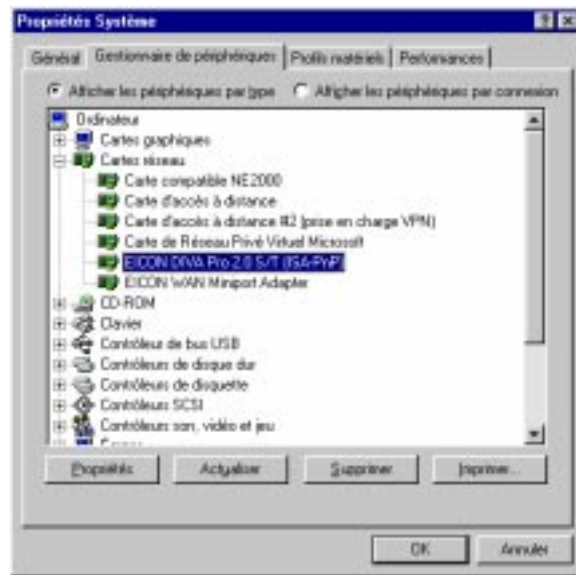 Propriétés Système
Général
Gestionnaire de périphériques
Profils matériels
Performances
Afficher les périphériques par type
Afficher les périphériques par connexion
Ordinateur
Cartes graphiques
Cartes réseau
Carte compatible NE2000
Carte d'accès à distance
Carte d'accès à distance #2 (prise en charge VPN)
Carte de Réseau Privé Virtuel Microsoft
EICON DIVA Pro 2.0 S/T (ISA-PnP)
EICON WAN Miniport Adapter
CD-ROM
Clavier
Contrôleur de bus USB
Contrôleurs de disque dur
Contrôleurs de disquette
Contrôleurs SCSI
Contrôleurs son, vidéo et jeu
Propriétés
Actualiser
Supprimer
Imprimer...
OK
Annuler